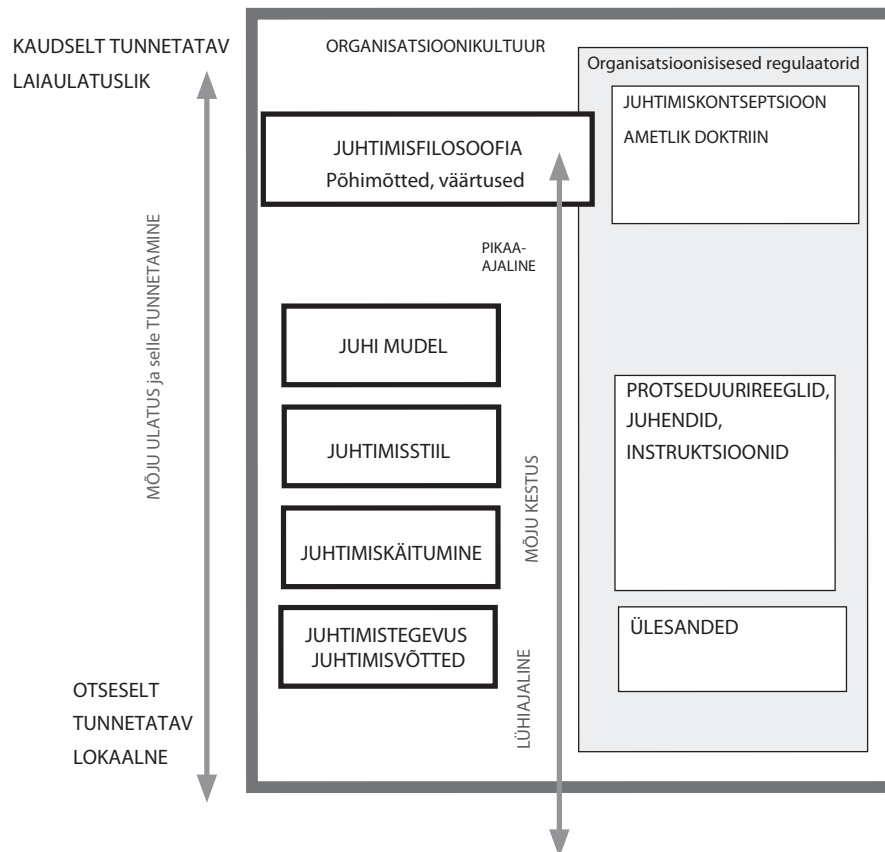 KAUDSELT TUNNETATAV
LAIAULATUSLIK
MÕJU ULATUS ja selle TUNNETAMINE
OTSESELT
TUNNETATAV
LOKAALNE
ORGANISATSIOONIKULTUUR
JUHTIMISFILOSOOFIA
Põhimõtted, väärtused
PIKAA-
AJALINE
JUHI MUDEL
JUHTIMISSTIIL
JUHTIMISKÄITUMINE
JUHTIMISTEGEVUS
JUHTIMISVÕTTED
MÕJU KESTUS
LÜHIAJALINE
Organisatsioonisisesed regulaatorid
JUHTIMISKONTSEPTSIOON
AMETLIK DOKTRIIN
PROTSEDUURIREEGLID,
JUHENDID,
INSTRUKTSIOONID
ÜLESANDED